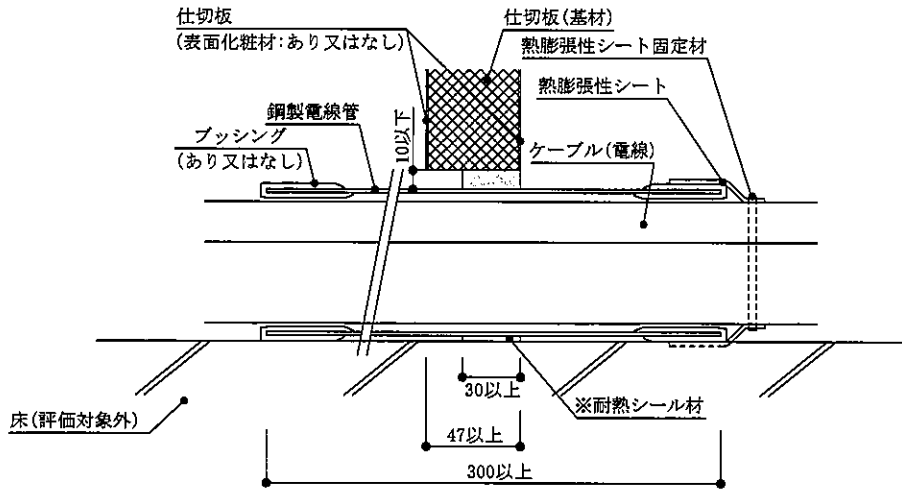 仕切板
(表面化粧材:あり又はなし)
仕切板(基材)
熱膨張性シート固定材
熱膨張性シート
鋼製電線管
ブッシング
(あり又はなし)
10以下
ケーブル(電線)
30以上
※耐熱シール材
床(評価対象外)
47以上
300以上